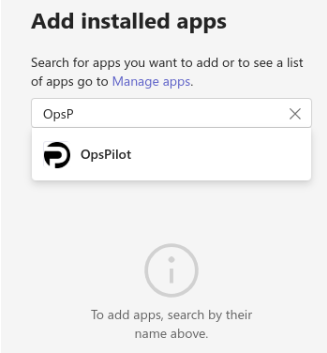 Add installed apps
Search for apps you want to add or to see a list
of apps go to Manage apps.
OpsP
OpsPilot
To add apps, search by their
name above.